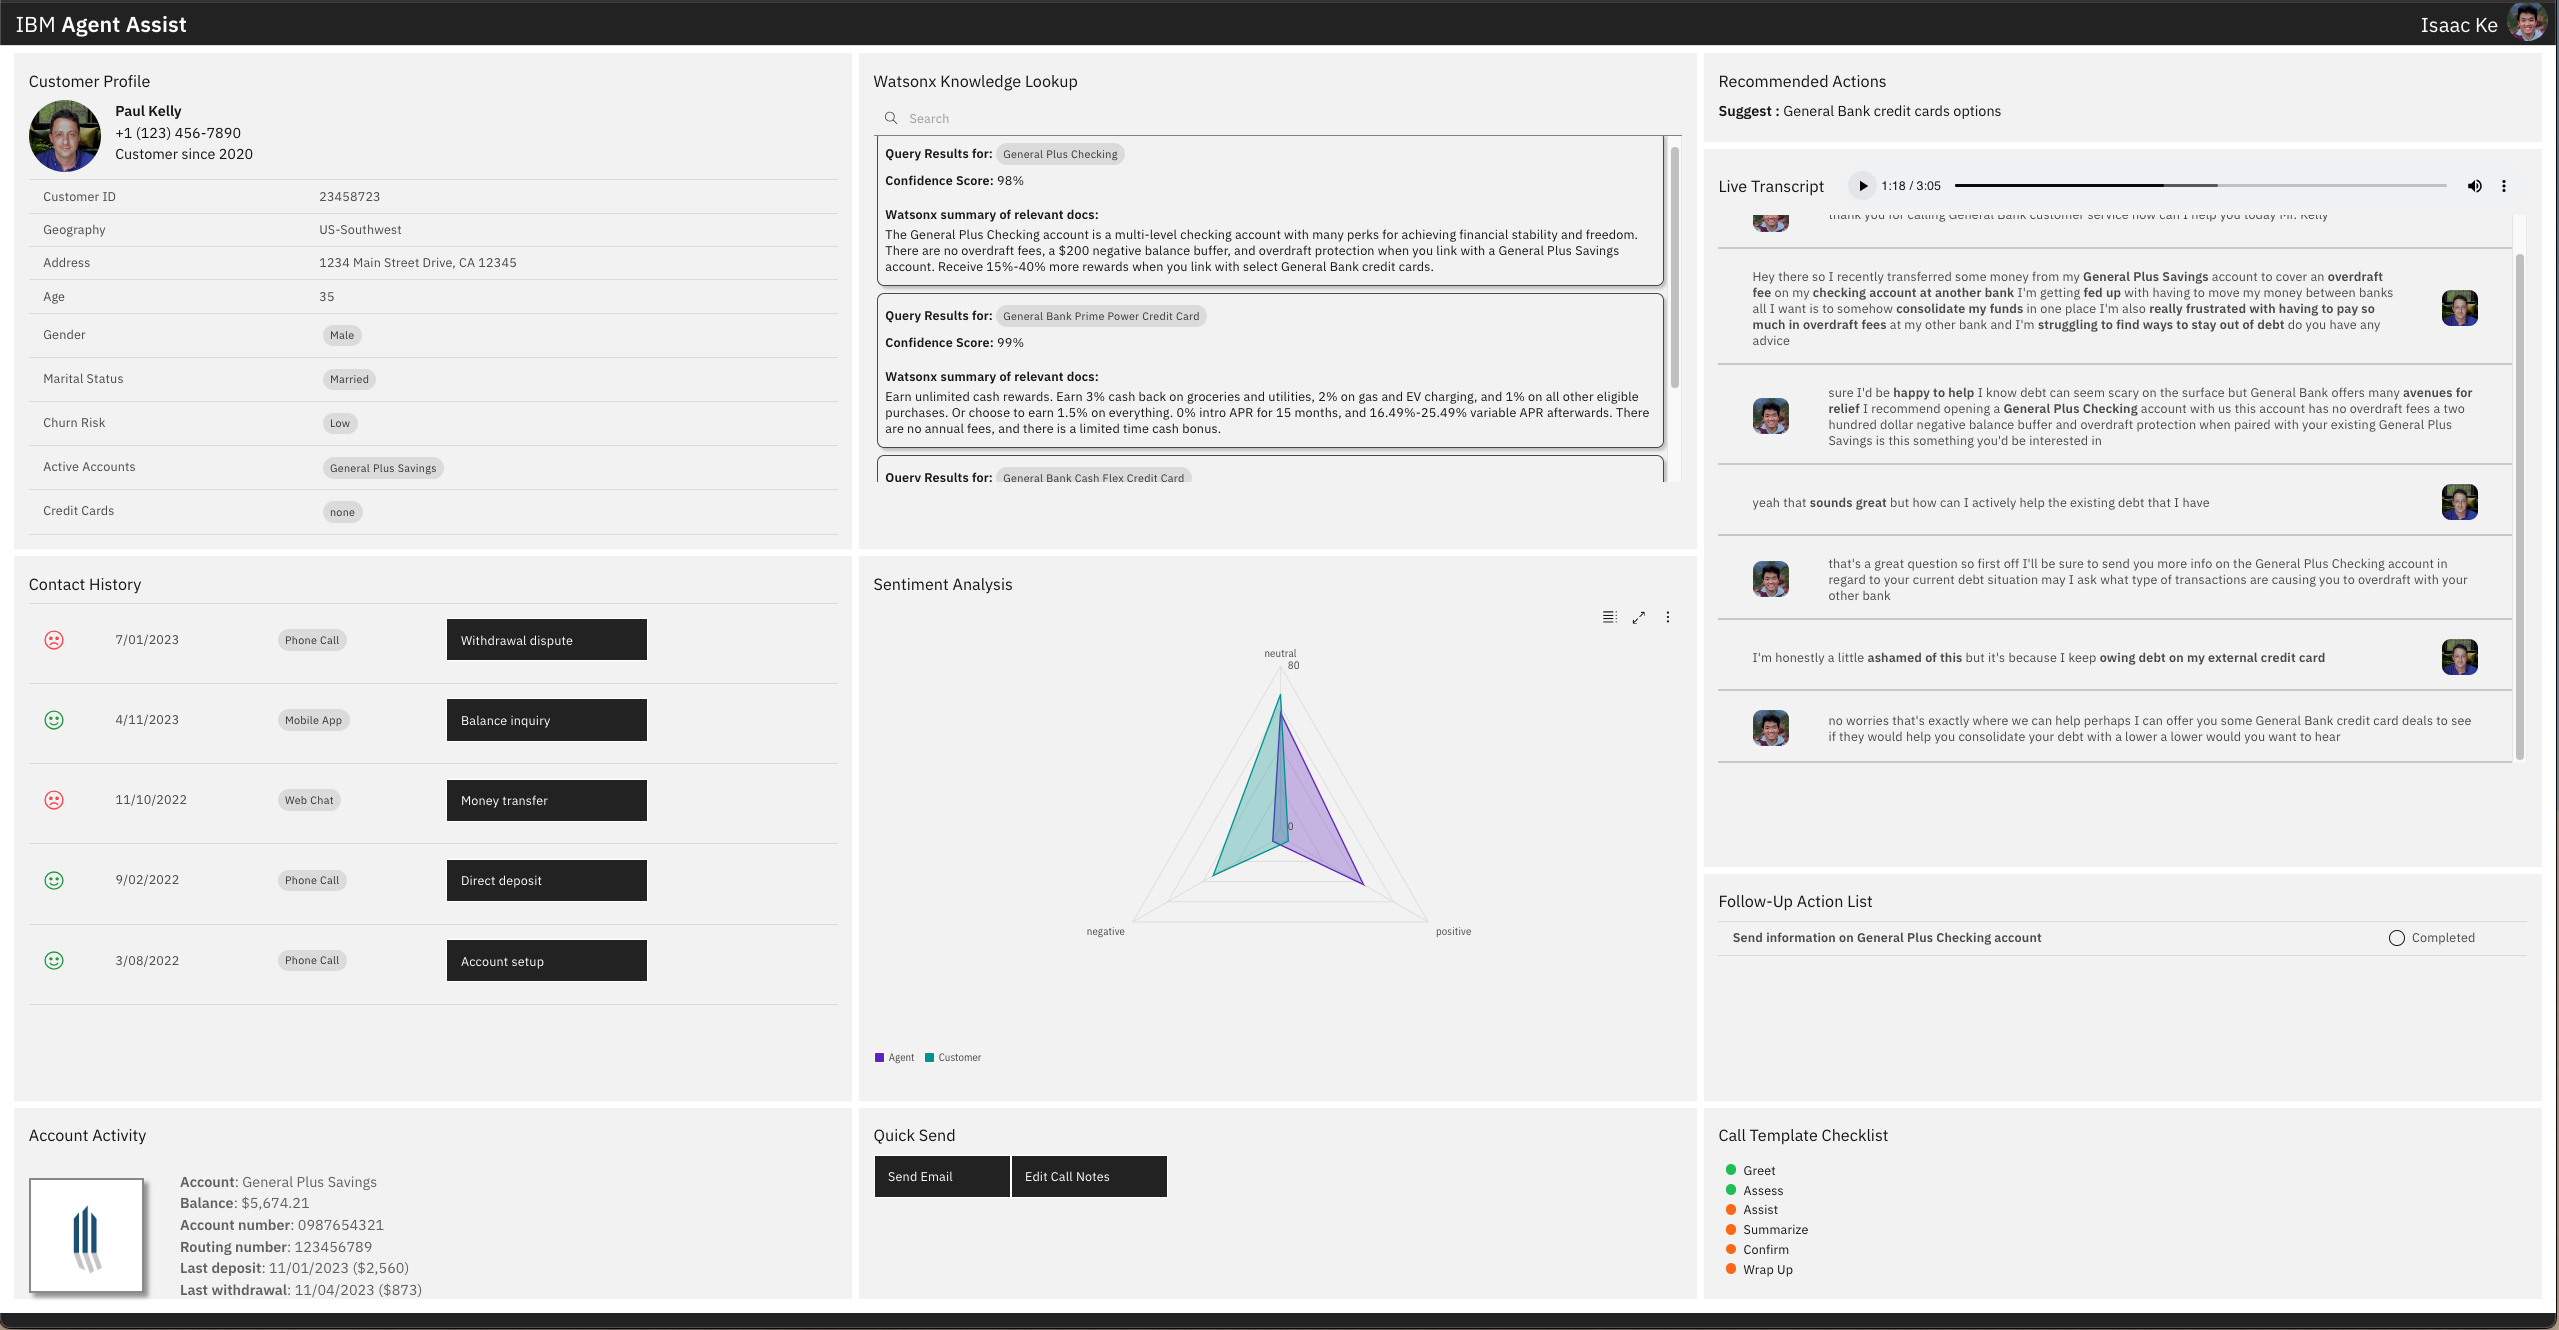 IBM Agent Assist
Isaac Ke
Customer Profile
Paul Kelly
+1 (123) 456-7890
Customer since 2020
Customer ID 23458723
Geography US-Southwest
Address 1234 Main Street Drive, CA 12345
Age 35
Gender Male
Marital Status Married
Churn Risk Low
Active Accounts General Plus Savings
Credit Cards none
Watsonx Knowledge Lookup
Search
Query Results for: General Plus Checking
Confidence Score: 98%
Watsonx summary of relevant docs:
The General Plus Checking account is a multi-level checking account with many perks for achieving financial stability and freedom.
There are no overdraft fees, a $200 negative balance buffer, and overdraft protection when you link with a General Plus Savings
account. Receive 15%-40% more rewards when you link with select General Bank credit cards.
Query Results for: General Bank Prime Power Credit Card
Confidence Score: 99%
Watsonx summary of relevant docs:
Earn unlimited cash rewards. Earn 3% cash back on groceries and utilities, 2% on gas and EV charging, and 1% on all other eligible
purchases. Or choose to earn 1.5% on everything. 0% intro APR for 15 months, and 16.49%-25.49% variable APR afterwards. There
are no annual fees, and there is a limited time cash bonus.
Query Results for: General Bank Cash Flex Credit Card
Recommended Actions
Suggest : General Bank credit cards options
Live Transcript 1:18 / 3:05
thank you for calling General Bank customer service how can I help you today Mr. Kelly
Hey there so I recently transferred some money from my General Plus Savings account to cover an overdraft
fee on my checking account at another bank I'm getting fed up with having to move my money between banks
all I want is to somehow consolidate my funds in one place I'm also really frustrated with having to pay so
much in overdraft fees at my other bank and I'm struggling to find ways to stay out of debt do you have any
advice
sure I'd be happy to help I know debt can seem scary on the surface but General Bank offers many avenues for
relief I recommend opening a General Plus Checking account with us this account has no overdraft fees a two
hundred dollar negative balance buffer and overdraft protection when paired with your existing General Plus
Savings is this something you'd be interested in
yeah that sounds great but how can I actively help the existing debt that I have
that's a great question so first off I'll be sure to send you more info on the General Plus Checking account in
regard to your current debt situation may I ask what type of transactions are causing you to overdraft with your
other bank
I'm honestly a little ashamed of this but it's because I keep owing debt on my external credit card
no worries that's exactly where we can help perhaps I can offer you some General Bank credit card deals to see
if they would help you consolidate your debt with a lower a lower would you want to hear
Contact History
7/01/2023 Phone Call Withdrawal dispute
4/11/2023 Mobile App Balance inquiry
11/10/2022 Web Chat Money transfer
9/02/2022 Phone Call Direct deposit
3/08/2022 Phone Call Account setup
Sentiment Analysis
neutral
80
0
negative
positive
Agent Customer
Follow-Up Action List
Send information on General Plus Checking account Completed
Account Activity
Account: General Plus Savings
Balance: $5,674.21
Account number: 0987654321
Routing number: 123456789
Last deposit: 11/01/2023 ($2,560)
Last withdrawal: 11/04/2023 ($873)
Quick Send
Send Email Edit Call Notes
Call Template Checklist
Greet
Assess
Assist
Summarize
Confirm
Wrap Up